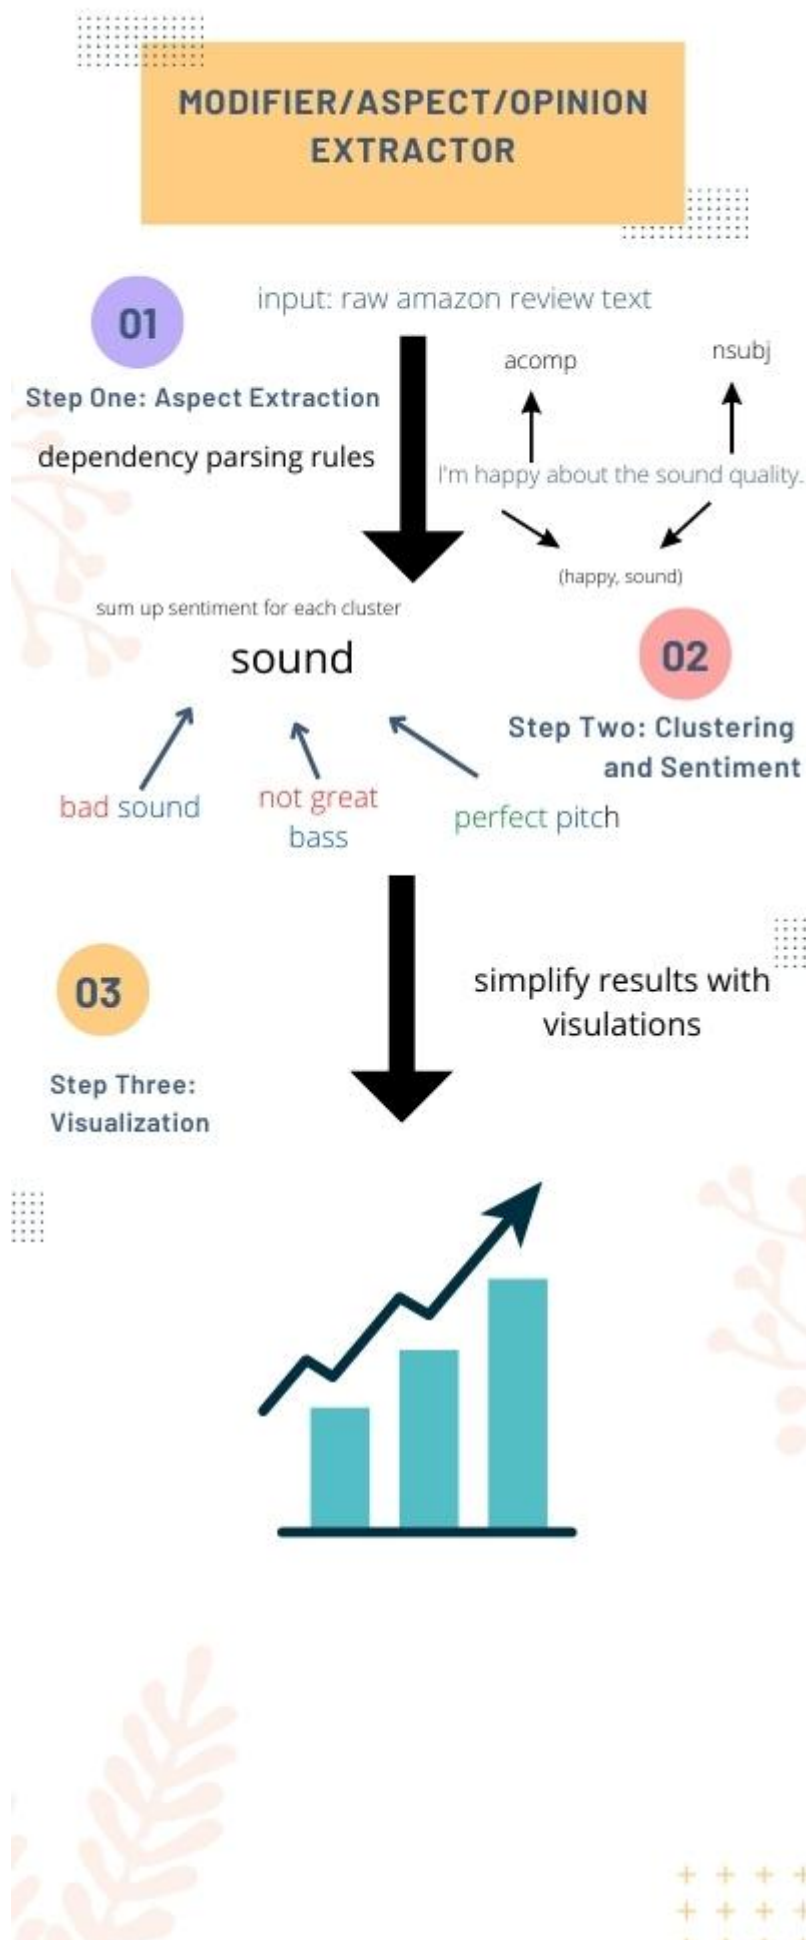 MODIFIER/ASPECT/OPINION
EXTRACTOR
01
input: raw amazon review text
Step One: Aspect Extraction
dependency parsing rules
acomp
nsubj
I'm happy about the sound quality.
(happy, sound)
sum up sentiment for each cluster
sound
02
Step Two: Clustering
and Sentiment
bad sound
not great
bass
perfect pitch
03
simplify results with
visulations
Step Three:
Visualization